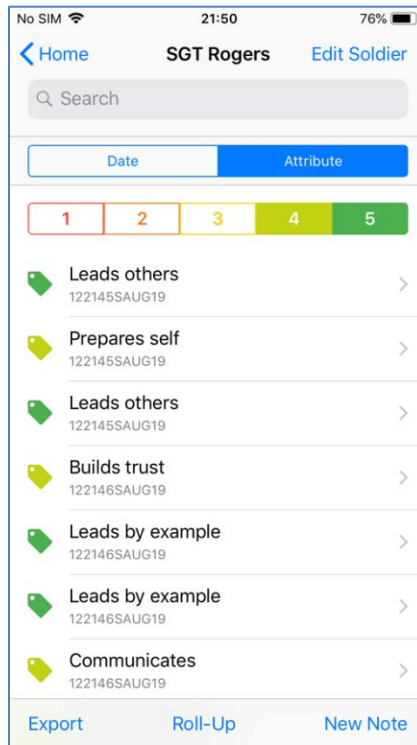 No SIM 21:50 76%
Home SGT Rogers Edit Soldier
Search
Date Attribute
1 2 3 4 5
Leads others
122145SAUG19
Prepares self
122145SAUG19
Leads others
122145SAUG19
Builds trust
122146SAUG19
Leads by example
122146SAUG19
Leads by example
122146SAUG19
Communicates
122146SAUG19
Export Roll-Up New Note